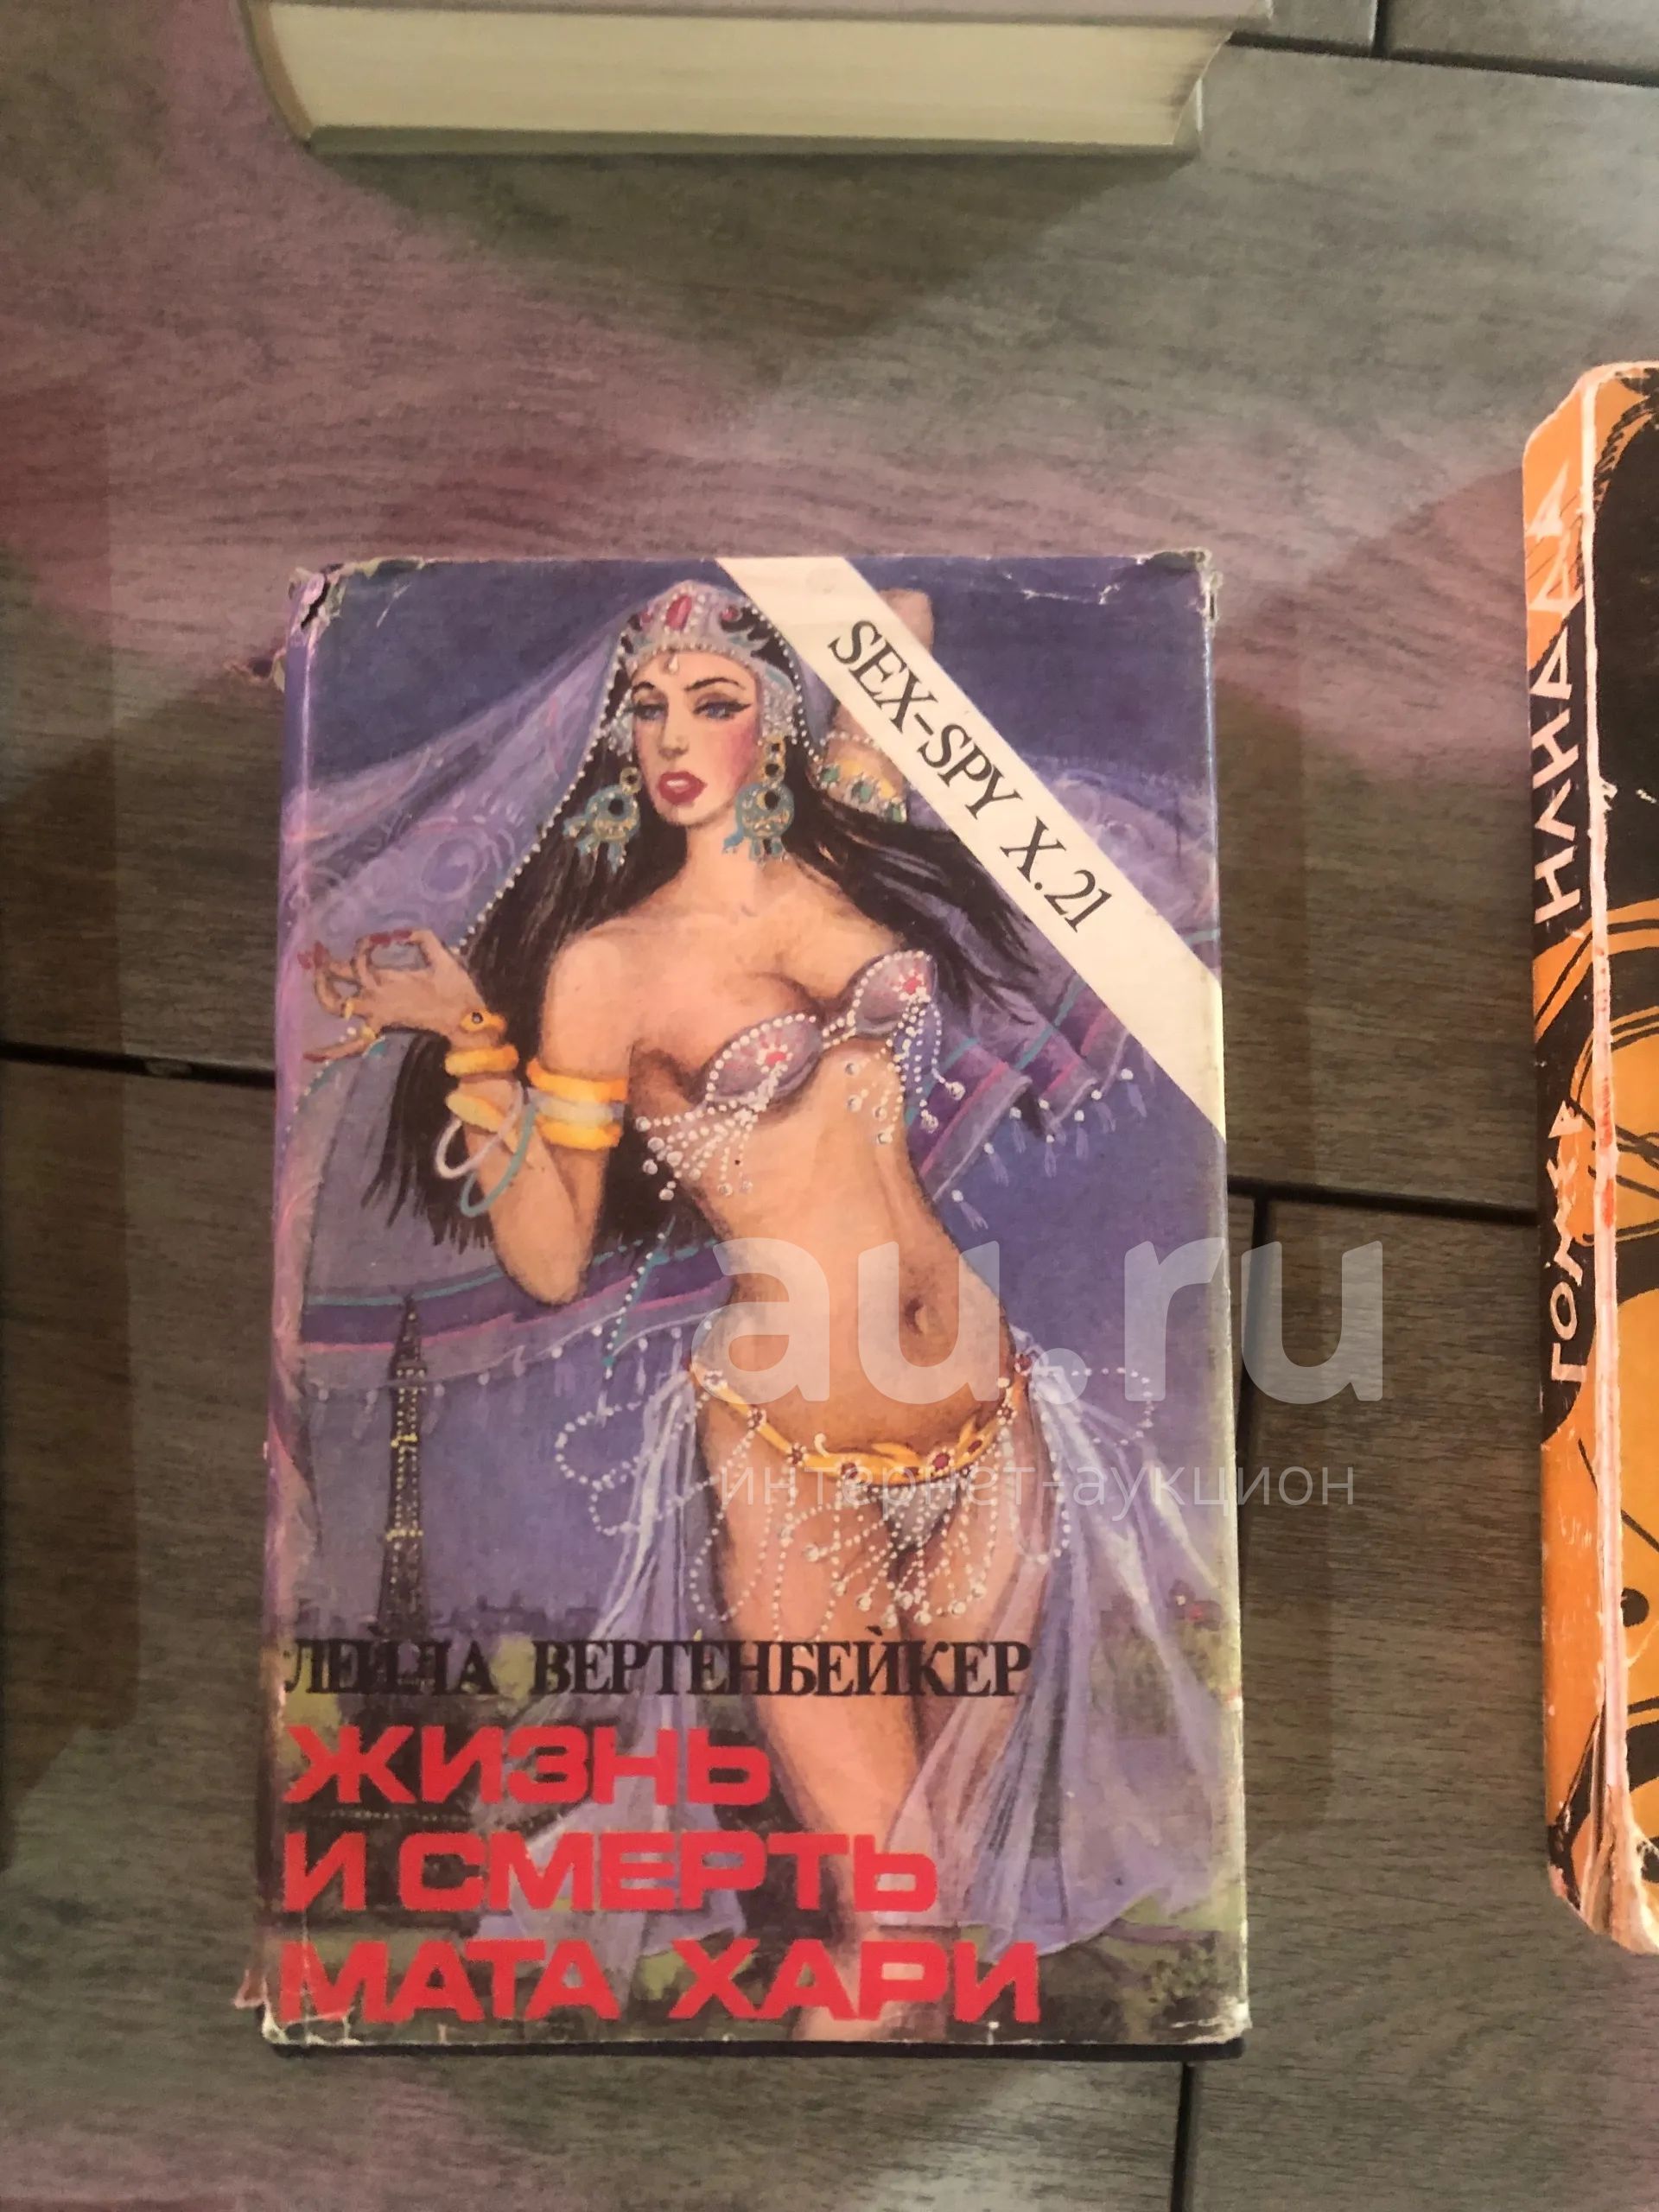 SEX-SPY X.21
ЛЕЙЛА ВЕРТЕНБЕЙКЕР
ЖИЗНЬ
И СМЕРТЬ
МАТА ХАРИ
au.ru
интернет-аукцион